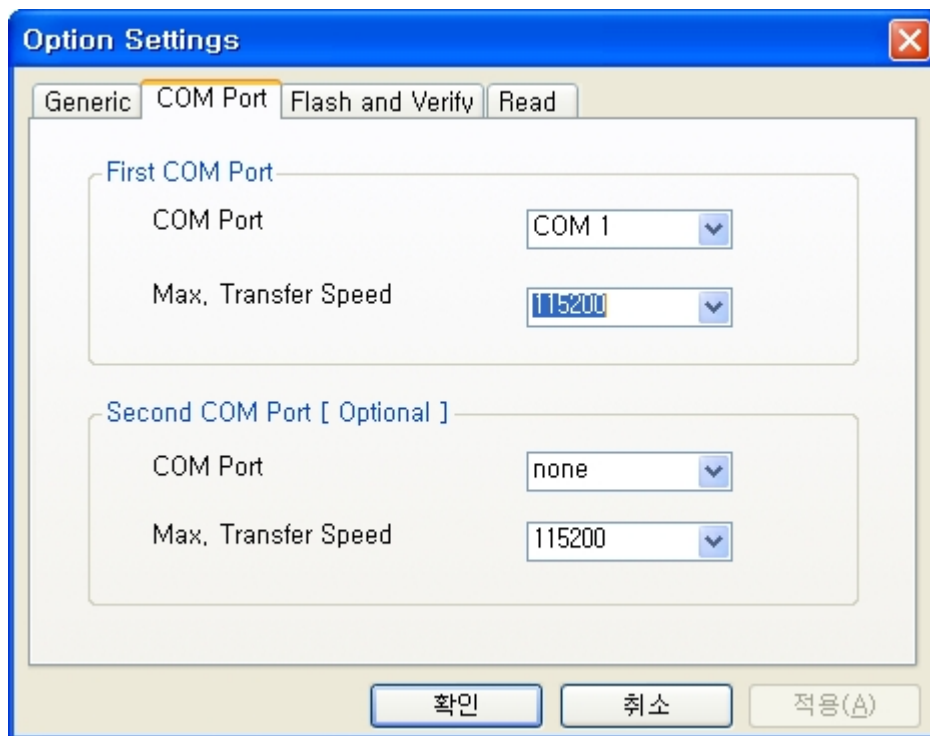 Option Settings
Generic COM Port Flash and Verify Read
First COM Port
COM Port COM 1
Max. Transfer Speed 115200
Second COM Port [ Optional ]
COM Port none
Max. Transfer Speed 115200
확인 취소 적용(A)